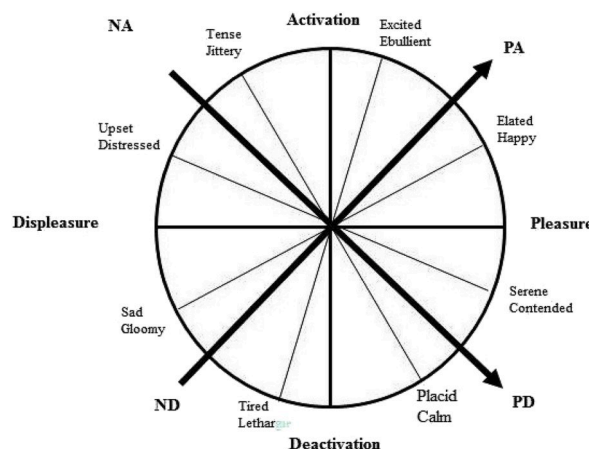 Activation
NA
Tense
Jittery
Excited
Ebullient
PA
Upset
Distressed
Elated
Happy
Displeasure
Pleasure
Sad
Gloomy
Serene
Contended
ND
Tired
Lethargie
Placid
Calm
PD
Deactivation